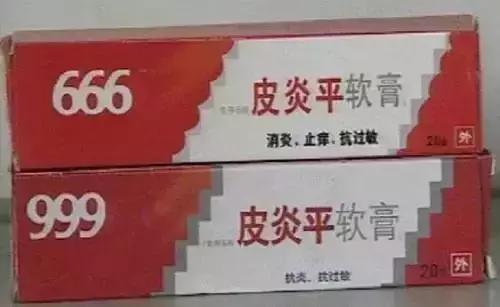 666
皮炎平软膏
消炎、止痒、抗过敏
20g 外
999
皮炎平软膏
抗炎、抗过敏
20g 外